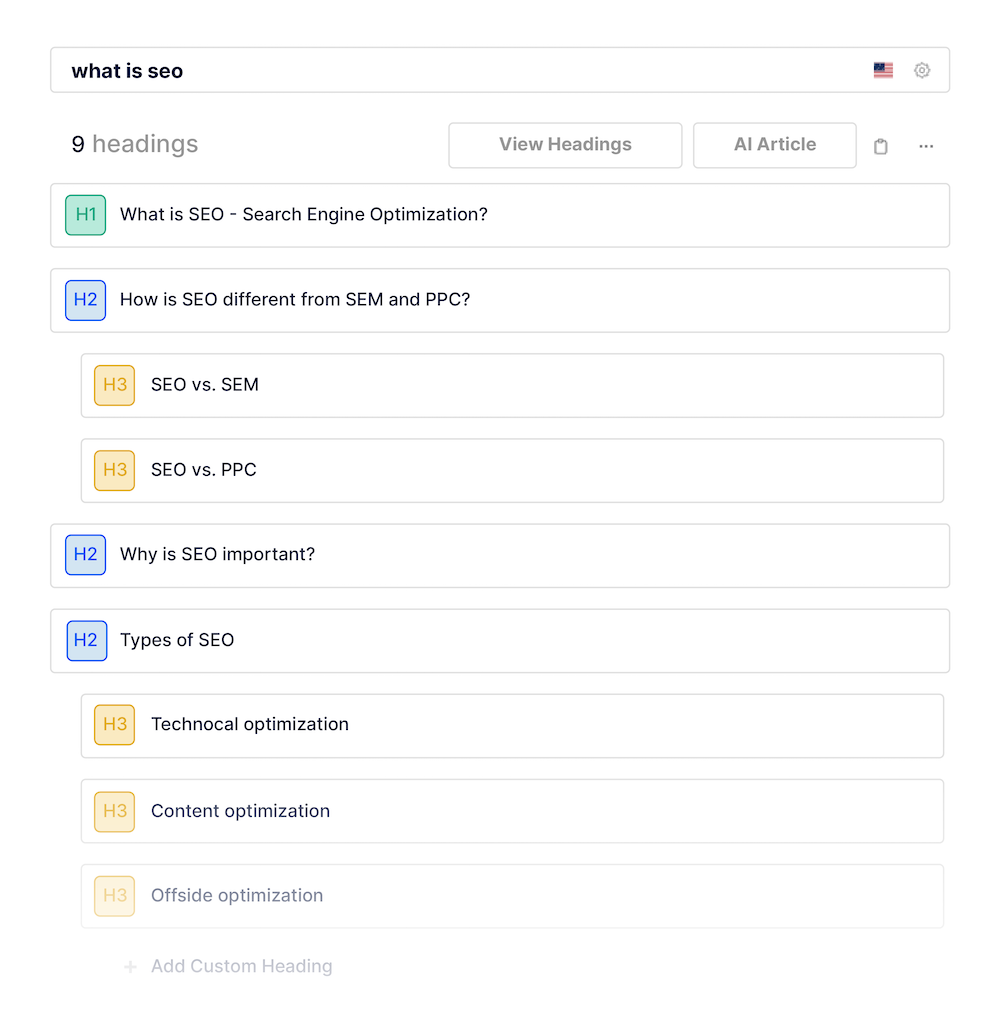 what is seo
9 headings
View Headings
AI Article
H1 What is SEO - Search Engine Optimization?
H2 How is SEO different from SEM and PPC?
H3 SEO vs. SEM
H3 SEO vs. PPC
H2 Why is SEO important?
H2 Types of SEO
H3 Technocal optimization
H3 Content optimization
H3 Offside optimization
+ Add Custom Heading